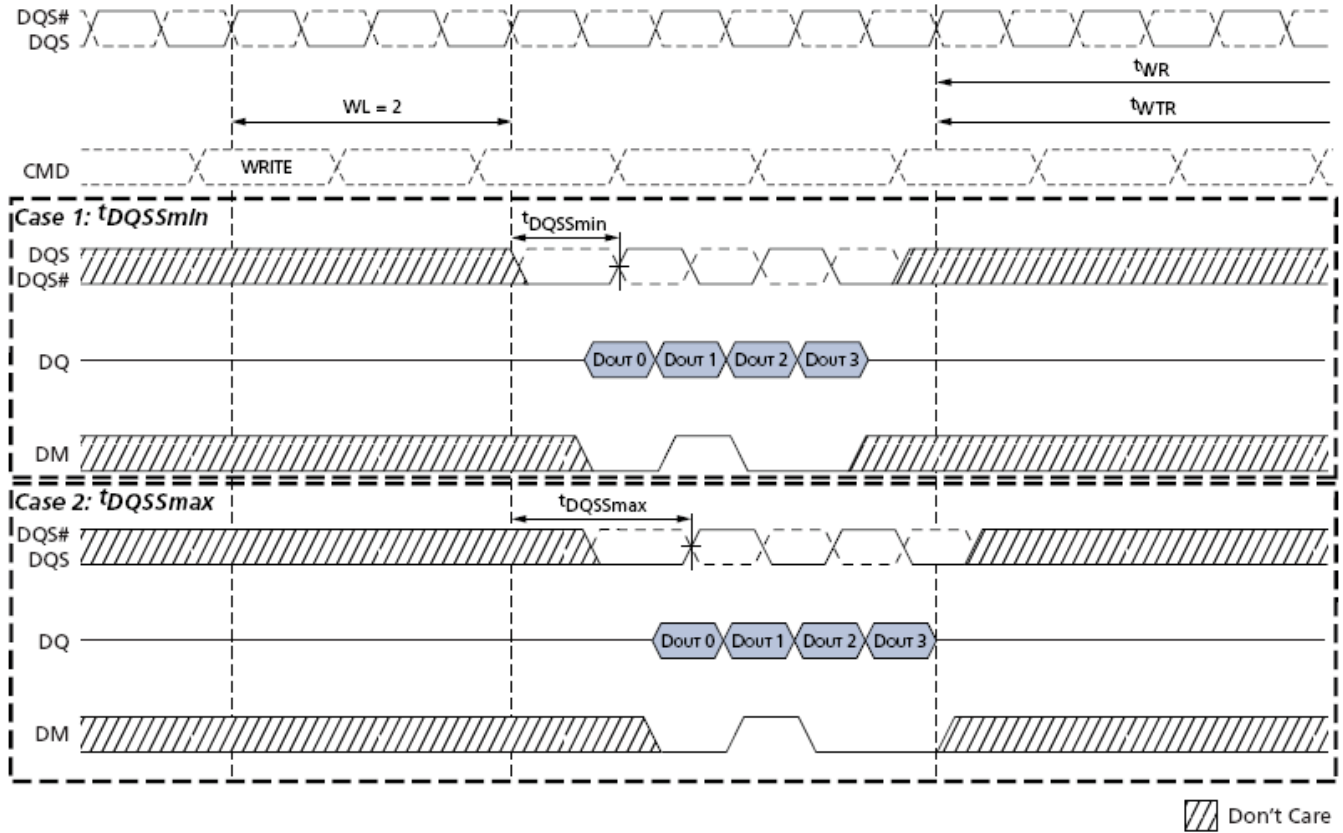 DQS#
DQS
tWR
WL = 2
tWTR
CMD
WRITE
Case 1: tDQSSmin
tDQSSmin
DQS
DQS#
DQ
DOUT 0 DOUT 1 DOUT 2 DOUT 3
DM
Case 2: tDQSSmax
tDQSSmax
DQS#
DQS
DQ
DOUT 0 DOUT 1 DOUT 2 DOUT 3
DM
Don't Care